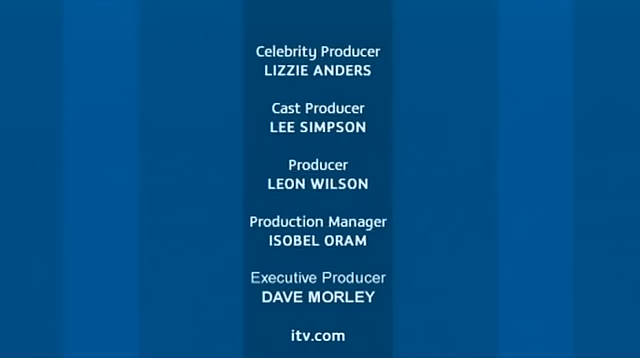 Celebrity Producer
LIZZIE ANDERS
Cast Producer
LEE SIMPSON
Producer
LEON WILSON
Production Manager
ISOBEL ORAM
Executive Producer
DAVE MORLEY
itv.com